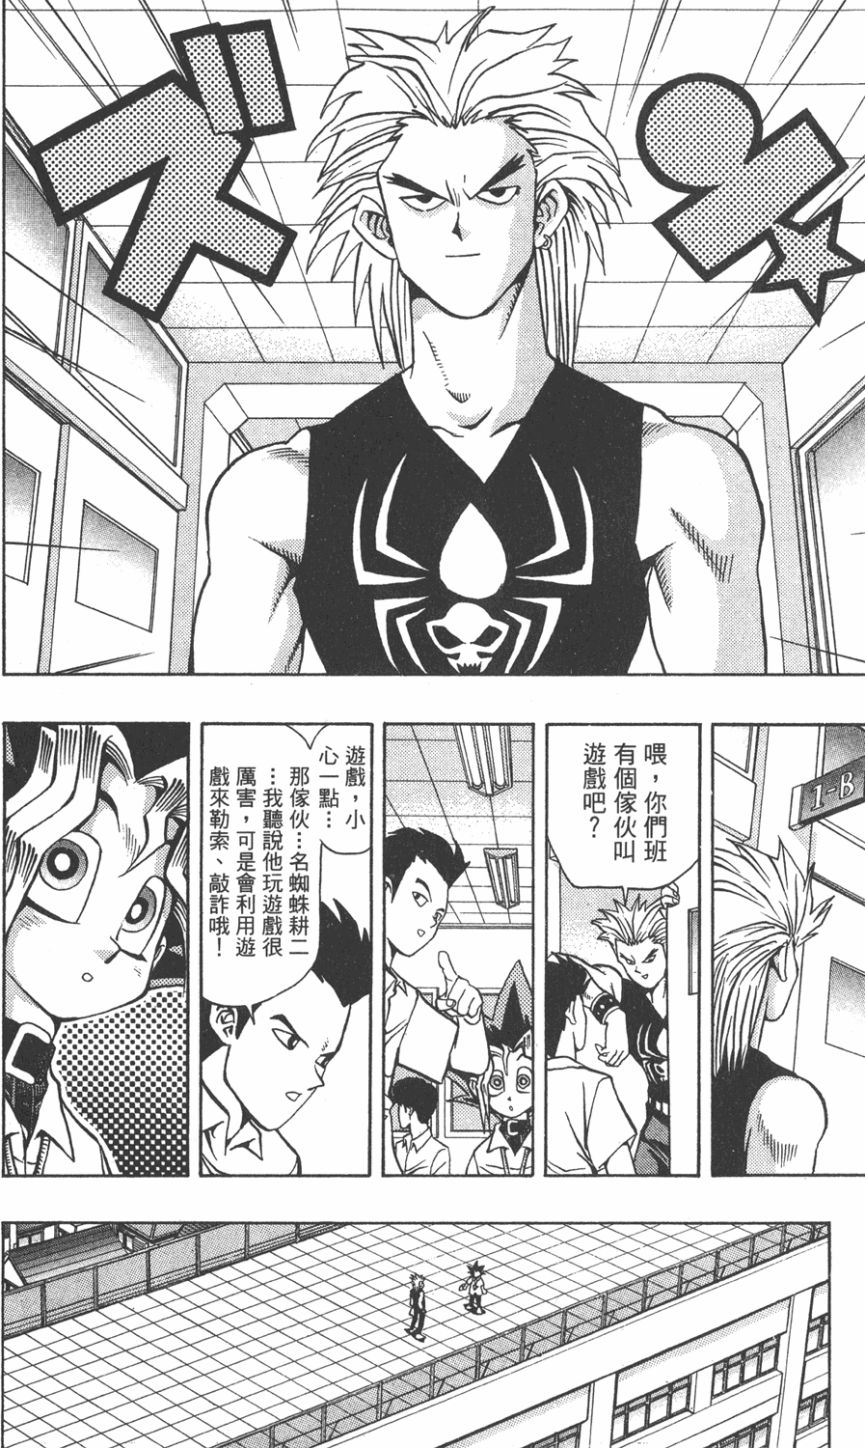 ズン
1-B
喂，你們班
有個傢伙叫
遊戲吧？
遊戲，小
心一點…
那傢伙…名蜘蛛耕二
…我聽說他玩遊戲很
厲害，可是會利用遊
戲來勒索、敲詐哦！